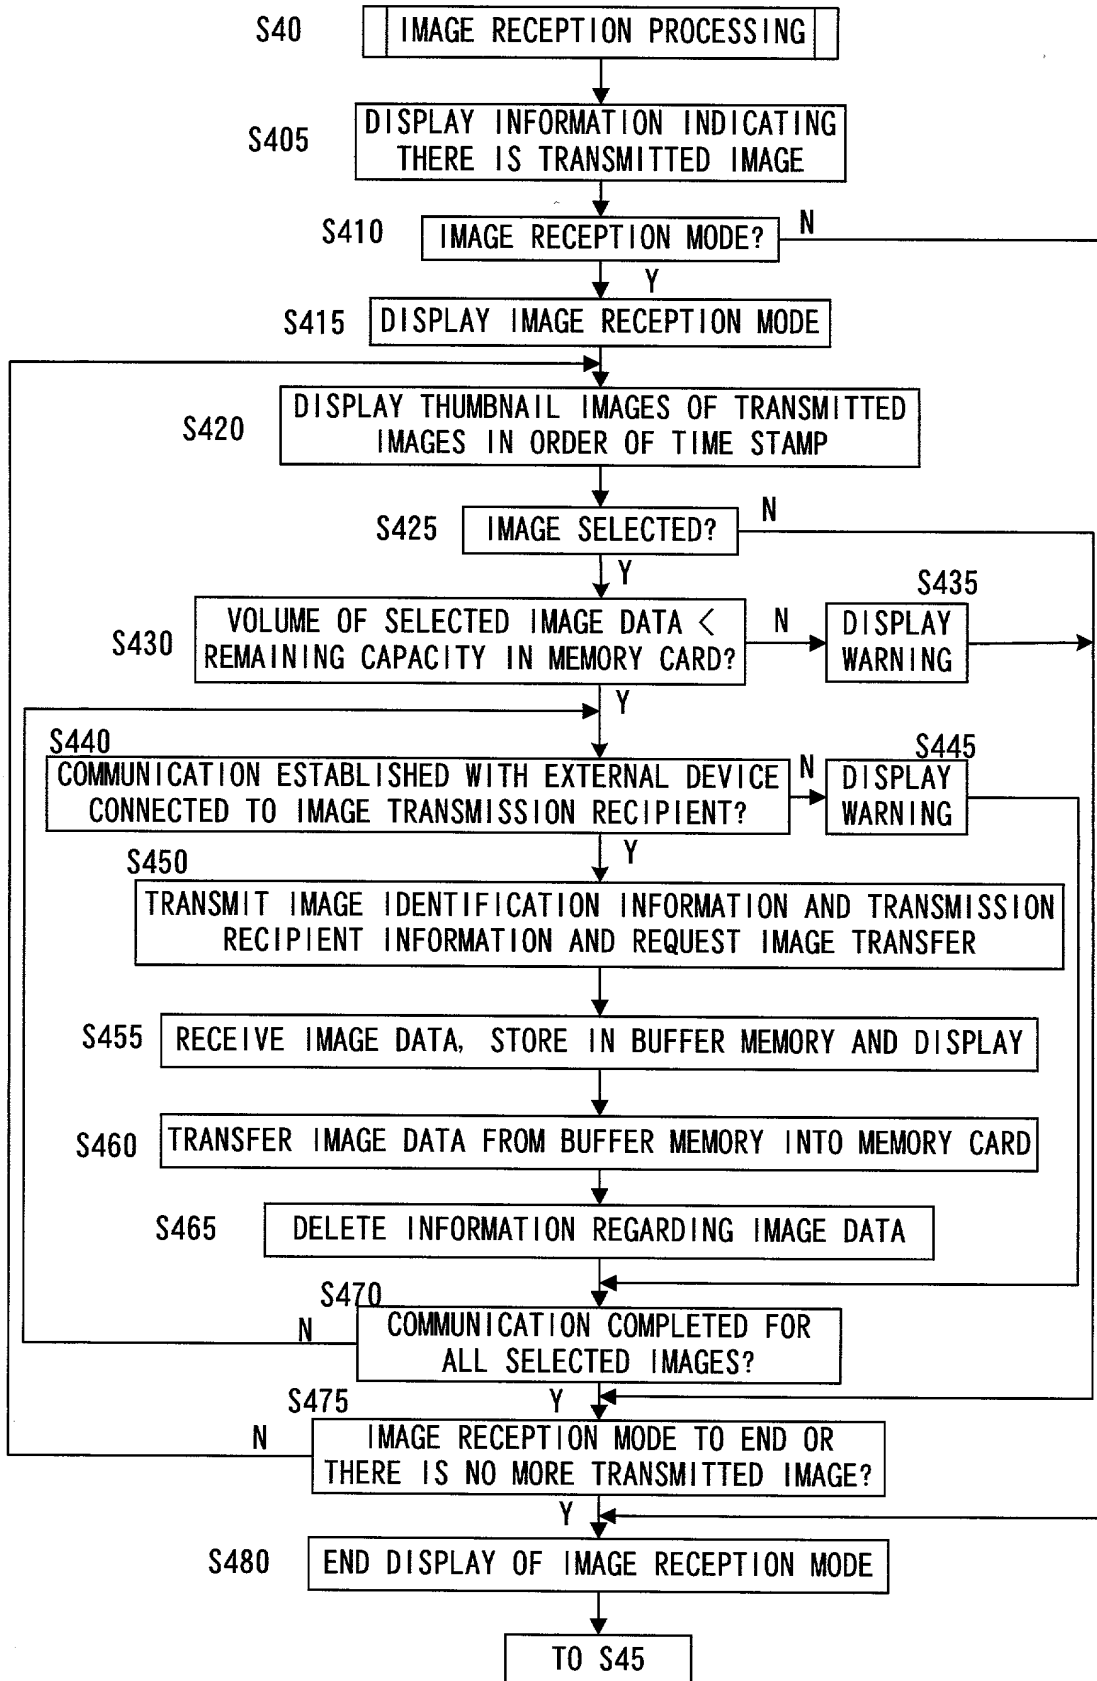 S40
IMAGE RECEPTION PROCESSING
S405
DISPLAY INFORMATION INDICATING
THERE IS TRANSMITTED IMAGE
S410
IMAGE RECEPTION MODE?
N
Y
S415
DISPLAY IMAGE RECEPTION MODE
S420
DISPLAY THUMBNAIL IMAGES OF TRANSMITTED
IMAGES IN ORDER OF TIME STAMP
S425
IMAGE SELECTED?
N
Y
S430
VOLUME OF SELECTED IMAGE DATA <
REMAINING CAPACITY IN MEMORY CARD?
N
S435
DISPLAY
WARNING
Y
S440
COMMUNICATION ESTABLISHED WITH EXTERNAL DEVICE
CONNECTED TO IMAGE TRANSMISSION RECIPIENT?
N
S445
DISPLAY
WARNING
Y
S450
TRANSMIT IMAGE IDENTIFICATION INFORMATION AND TRANSMISSION
RECIPIENT INFORMATION AND REQUEST IMAGE TRANSFER
S455
RECEIVE IMAGE DATA, STORE IN BUFFER MEMORY AND DISPLAY
S460
TRANSFER IMAGE DATA FROM BUFFER MEMORY INTO MEMORY CARD
S465
DELETE INFORMATION REGARDING IMAGE DATA
S470
COMMUNICATION COMPLETED FOR
ALL SELECTED IMAGES?
N
Y
S475
IMAGE RECEPTION MODE TO END OR
THERE IS NO MORE TRANSMITTED IMAGE?
N
Y
S480
END DISPLAY OF IMAGE RECEPTION MODE
TO S45